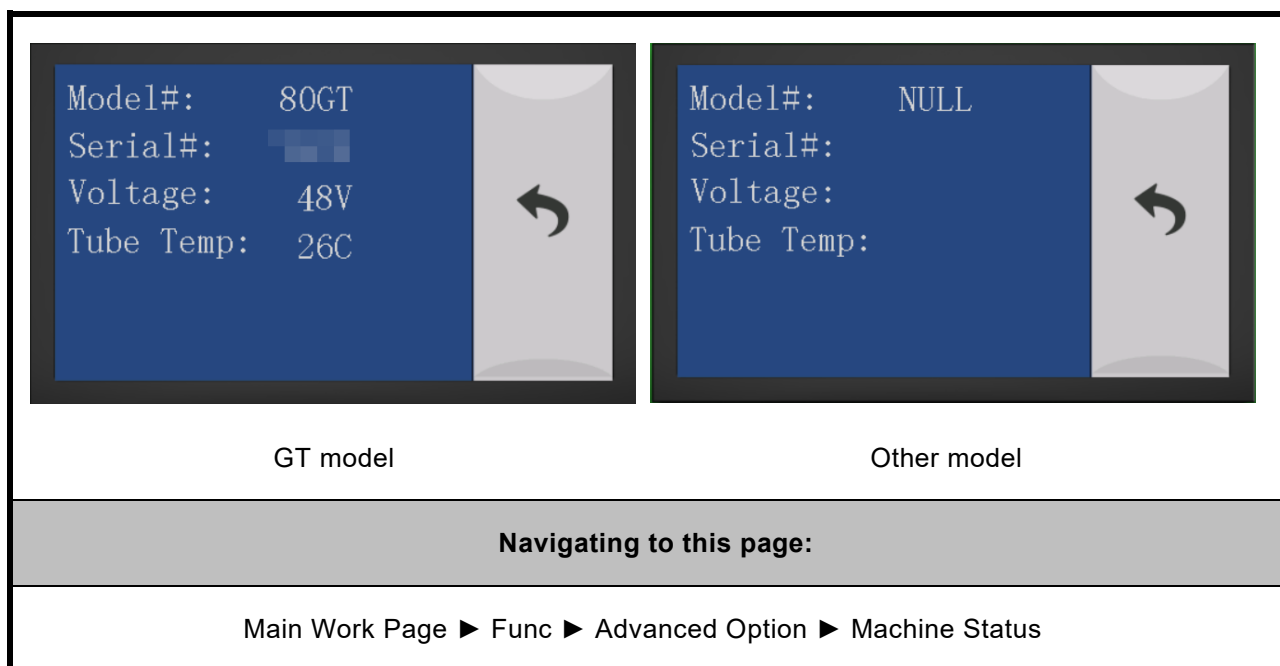 Model#: 80GT
Serial#:
Voltage: 48V
Tube Temp: 26C
Model#: NULL
Serial#:
Voltage:
Tube Temp:
GT model
Other model
Navigating to this page:
Main Work Page ► Func ► Advanced Option ► Machine Status